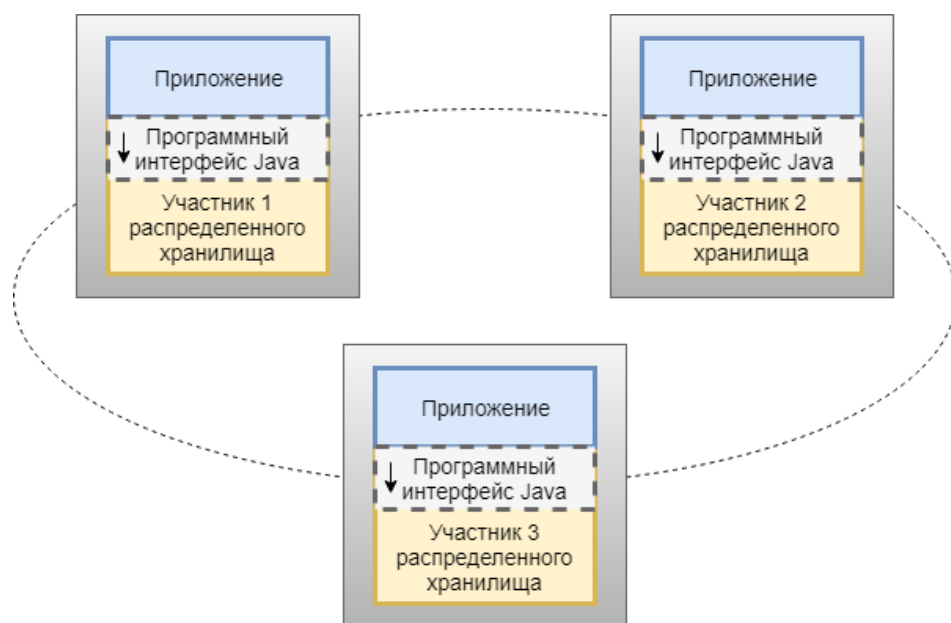 Приложение
Программный
интерфейс Java
Участник 1
распределенного
хранилища
Приложение
Программный
интерфейс Java
Участник 2
распределенного
хранилища
Приложение
Программный
интерфейс Java
Участник 3
распределенного
хранилища